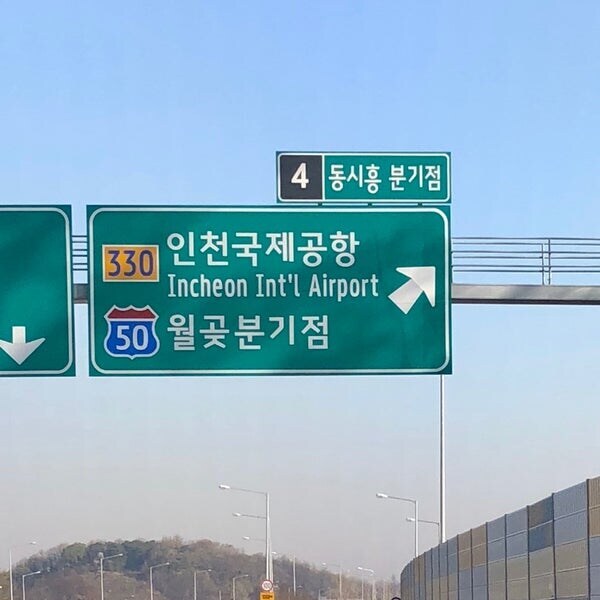 4 동시흥 분기점
330 인천국제공항
Incheon Int'l Airport
50 월곶분기점